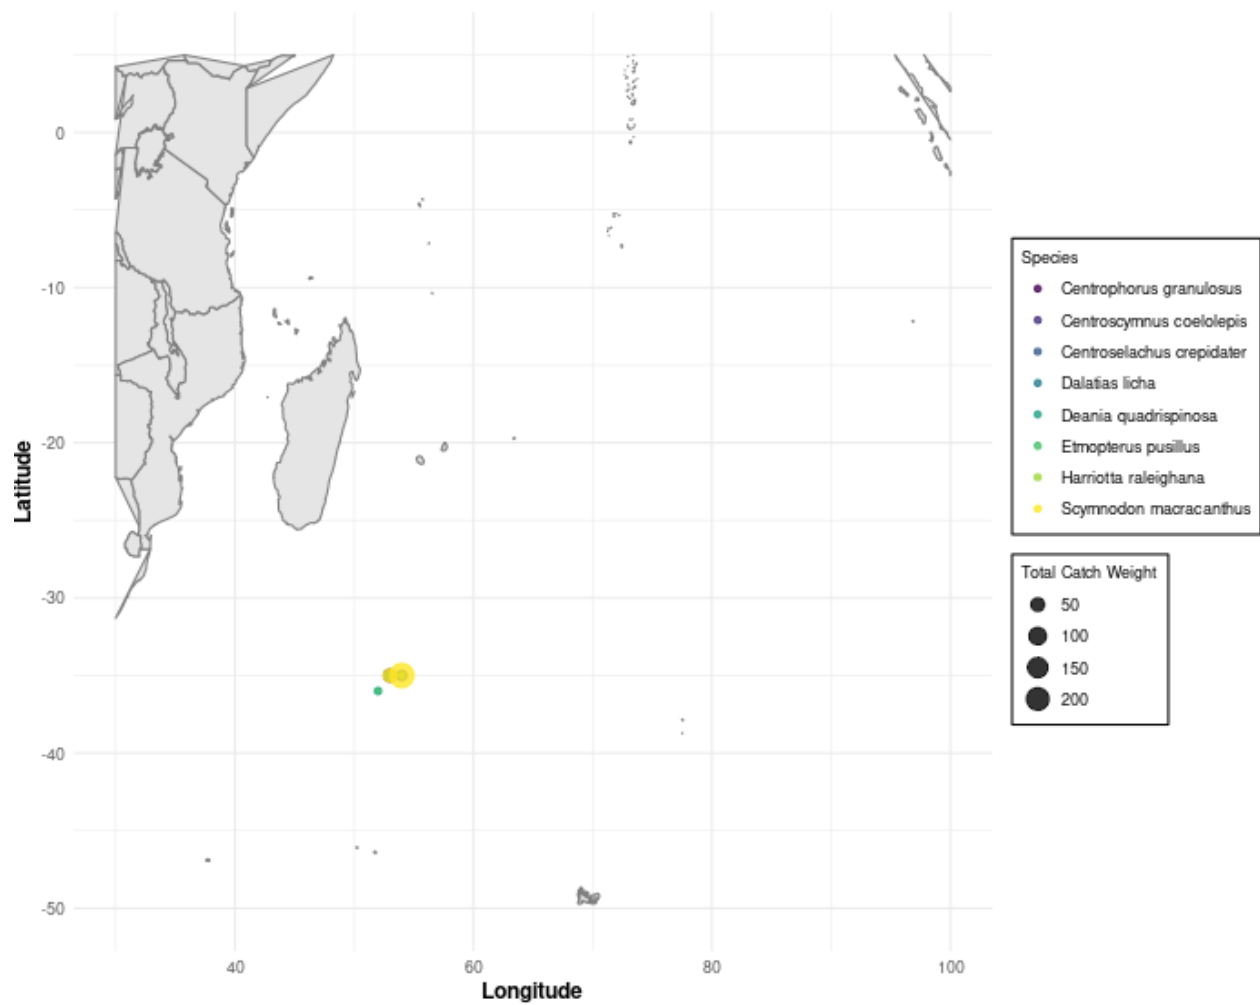 0
-10
-20
-30
-40
-50
Latitude
40
60
80
100
Longitude
Species
Centrophorus granulosus
Centroscymnus coelolepis
Centroselachus crepidater
Dalatias licha
Deania quadrispinosa
Etmopterus pusillus
Harriotta raleighana
Scymnodon macracanthus
Total Catch Weight
50
100
150
200